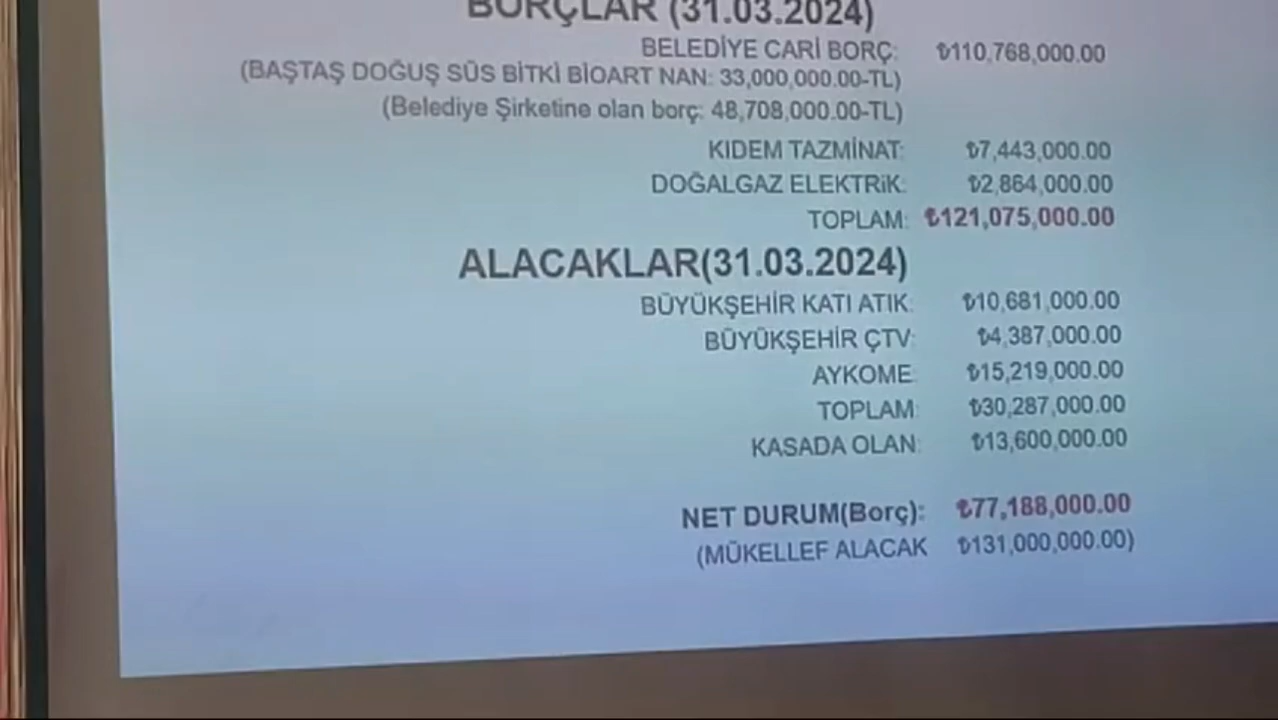 BORÇLAR (31.03.2024)
BELEDİYE CARİ BORÇ: ₺110,768,000.00
(BAŞTAŞ DOĞUŞ SÜS BİTKİ BİOART NAN: 33,000,000.00-TL)
(Belediye Şirketine olan borç: 48,708,000.00-TL)
KIDEM TAZMİNAT: ₺7,443,000.00
DOĞALGAZ ELEKTRiK: ₺2,864,000.00
TOPLAM: ₺121,075,000.00
ALACAKLAR(31.03.2024)
BÜYÜKŞEHİR KATI ATIK: ₺10,681,000.00
BÜYÜKŞEHİR ÇTV: ₺4,387,000.00
AYKOME: ₺15,219,000.00
TOPLAM: ₺30,287,000.00
KASADA OLAN: ₺13,600,000.00
NET DURUM(Borç): ₺77,188,000.00
(MÜKELLEF ALACAK ₺131,000,000.00)